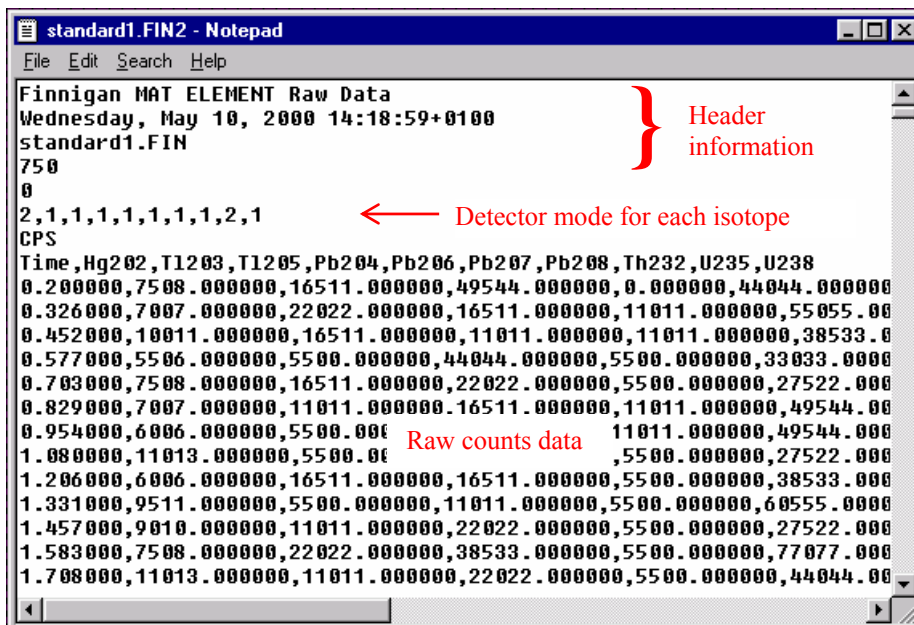 standard1.FIN2 - Notepad
File Edit Search Help
Finnigan MAT ELEMENT Raw Data
Wednesday, May 10, 2000 14:18:59+0100
standard1.FIN
Header information
750
0
2,1,1,1,1,1,1,1,2,1
Detector mode for each isotope
CPS
Time,Hg202,Tl203,Tl205,Pb204,Pb206,Pb207,Pb208,Th232,U235,U238
0.200000,7508.000000,16511.000000,49544.000000,0.000000,44044.000000
0.326000,7007.000000,22022.000000,16511.000000,11011.000000,55055.00
0.452000,10011.000000,16511.000000,11011.000000,11011.000000,38533.0
0.577000,5506.000000,5500.000000,44044.000000,5500.000000,33033.0000
0.703000,7508.000000,16511.000000,22022.000000,5500.000000,27522.000
0.829000,7007.000000,11011.000000,16511.000000,11011.000000,49544.00
0.954000,6006.000000,5500.000 Raw counts data 11011.000000,49544.000
1.080000,11013.000000,5500.00 ,5500.000000,27522.000
1.206000,6006.000000,16511.000000,16511.000000,5500.000000,38533.000
1.331000,9511.000000,5500.000000,11011.000000,5500.000000,60555.0000
1.457000,9010.000000,11011.000000,22022.000000,5500.000000,27522.000
1.583000,7508.000000,22022.000000,38533.000000,5500.000000,77077.000
1.708000,11013.000000,11011.000000,22022.000000,5500.000000,44044.00